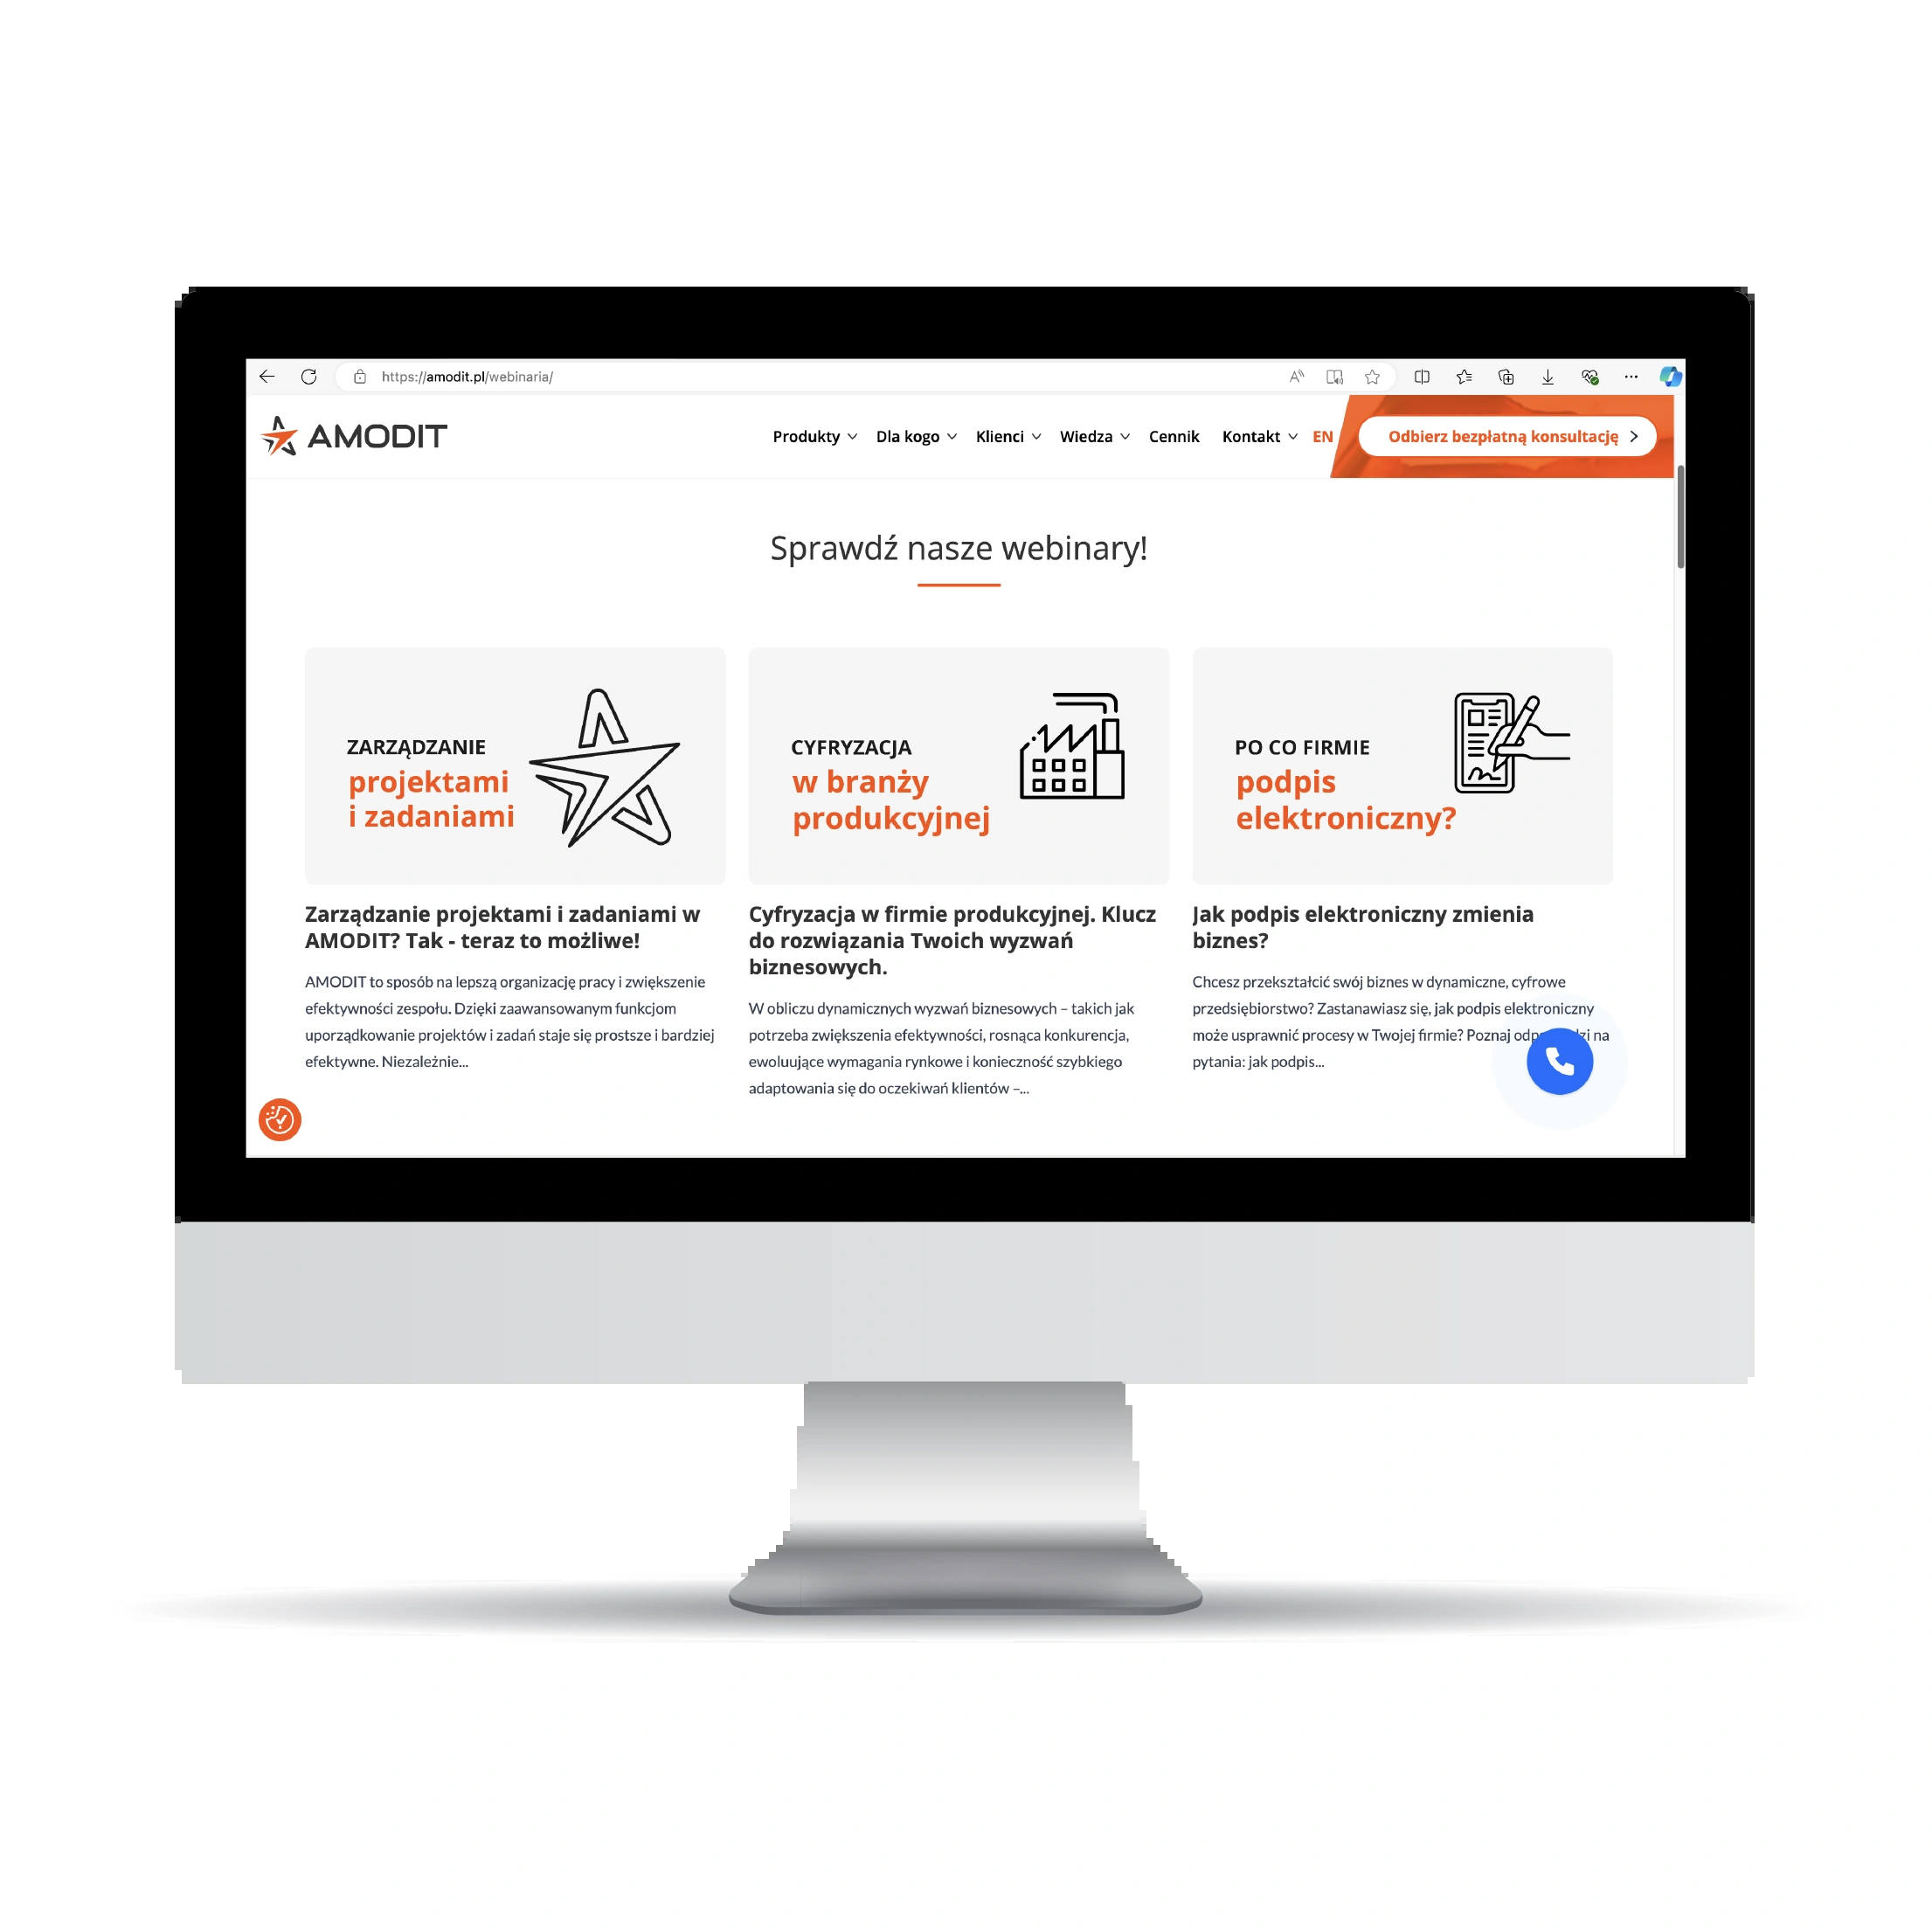 https://amodit.pl/webinaria/
AMODIT
Produkty Dla kogo Klienci Wiedza Cennik Kontakt EN Odbierz bezpłatną konsultację
Sprawdź nasze webinary!
ZARZĄDZANIE
projektami
i zadaniami
CYFRYZACJA
w branży
produkcyjnej
PO CO FIRMIE
podpis
elektroniczny?
Zarządzanie projektami i zadaniami w
AMODIT? Tak - teraz to możliwe!
AMODIT to sposób na lepszą organizację pracy i zwiększenie
efektywności zespołu. Dzięki zaawansowanym funkcjom
uporządkowanie projektów i zadań staje się prostsze i bardziej
efektywne. Niezależnie...
Cyfryzacja w firmie produkcyjnej. Klucz
do rozwiązania Twoich wyzwań
biznesowych.
W obliczu dynamicznych wyzwań biznesowych – takich jak
potrzeba zwiększenia efektywności, rosnąca konkurencja,
ewoluujące wymagania rynkowe i konieczność szybkiego
adaptowania się do oczekiwań klientów –...
Jak podpis elektroniczny zmienia
biznes?
Chcesz przekształcić swój biznes w dynamiczne, cyfrowe
przedsiębiorstwo? Zastanawiasz się, jak podpis elektroniczny
może usprawnić procesy w Twojej firmie? Poznaj na
pytania: jak podpis...